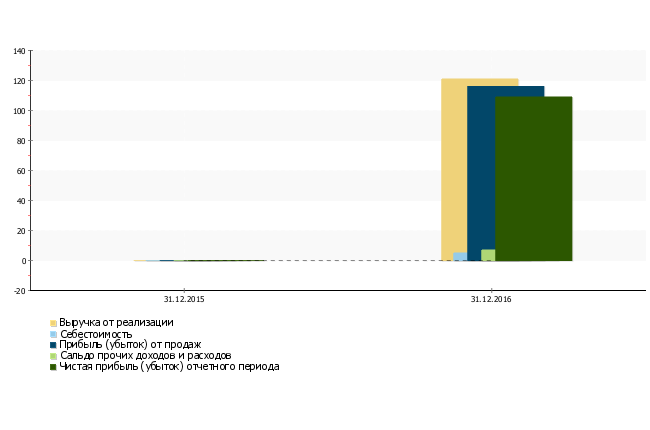 140
120
100
80
60
40
20
0
-20
31.12.2015 31.12.2016
Выручка от реализации
Себестоимость
Прибыль (убыток) от продаж
Сальдо прочих доходов и расходов
Чистая прибыль (убыток) отчетного периода